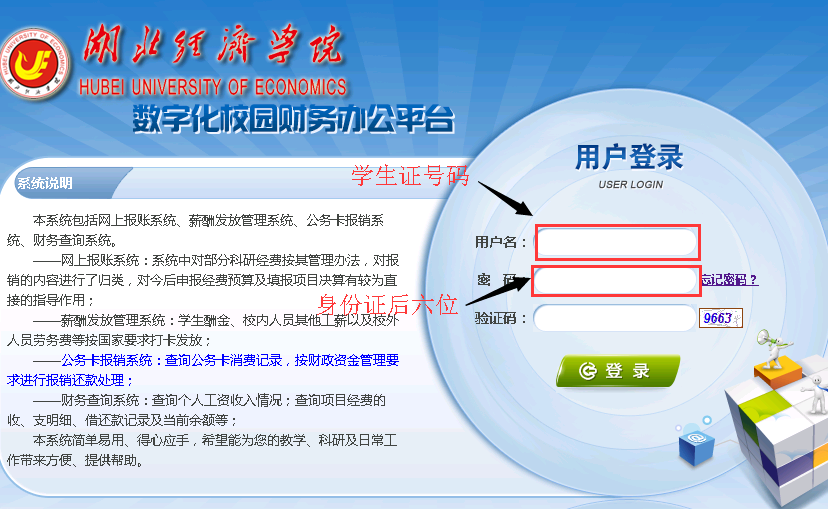 湖北经济学院
HUBEI UNIVERSITY OF ECONOMICS
数字化校园财务办公平台
系统说明
本系统包括网上报账系统、薪酬发放管理系统、公务卡报销系
统、财务查询系统。
——网上报账系统：系统中对部分科研经费按其管理办法，对报
销的内容进行了归类，对今后申报经费预算及填报项目决算有较为直
接的指导作用；
——薪酬发放管理系统：学生酬金、校内人员其他工薪以及校外
人员劳务费等按国家要求打卡发放；
——公务卡报销系统：查询公务卡消费记录，按财政资金管理要
求进行报销还款处理；
——财务查询系统：查询个人工资收入情况；查询项目经费的
收、支明细、借还款记录及当前余额等；
本系统简单易用、得心应手，希望能为您的教学、科研及日常工
作带来方便、提供帮助。
用户登录
USER LOGIN
学生证号码
用户名：
密 码：
忘记密码？
身份证后六位
验证码：
9663
登 录